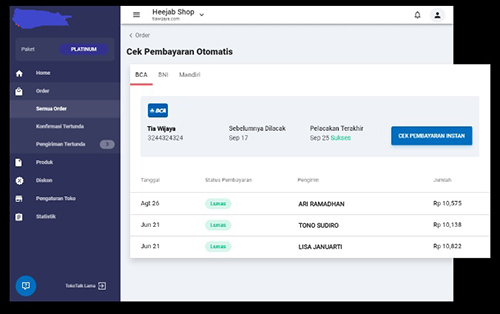 Heejab Shop
tiawijaya.com
Paket PLATINUM
Home
Order
Semua Order
Konfirmasi Tertunda
Pengiriman Tertunda
Produk
Diskon
Pengaturan Toko
Statistik
TokoTalk Lama
Order
Cek Pembayaran Otomatis
BCA BNI Mandiri
BCA
Tia Wijaya Sebelumnya Dilacak Pelacakan Terakhir
3244324324 Sep 17 Sep 25 Sukses
CEK PEMBAYARAN INSTAN
Tanggal Status Pembayaran Pengirim Jumlah
Agt 26 Lunas ARI RAMADHAN Rp 10,575
Jun 21 Lunas TONO SUDIRO Rp 10,138
Jun 21 Lunas LISA JANUARTI Rp 10,822